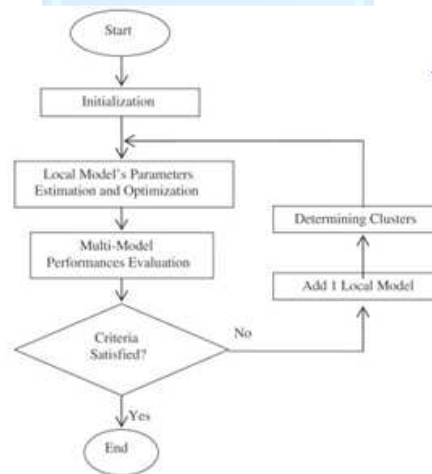 Start
Initialization
Local Model's Parameters
Estimation and Optimization
Multi-Model
Performances Evaluation
Criteria
Satisfied?
No
Add 1 Local Model
Determining Clusters
Yes
End